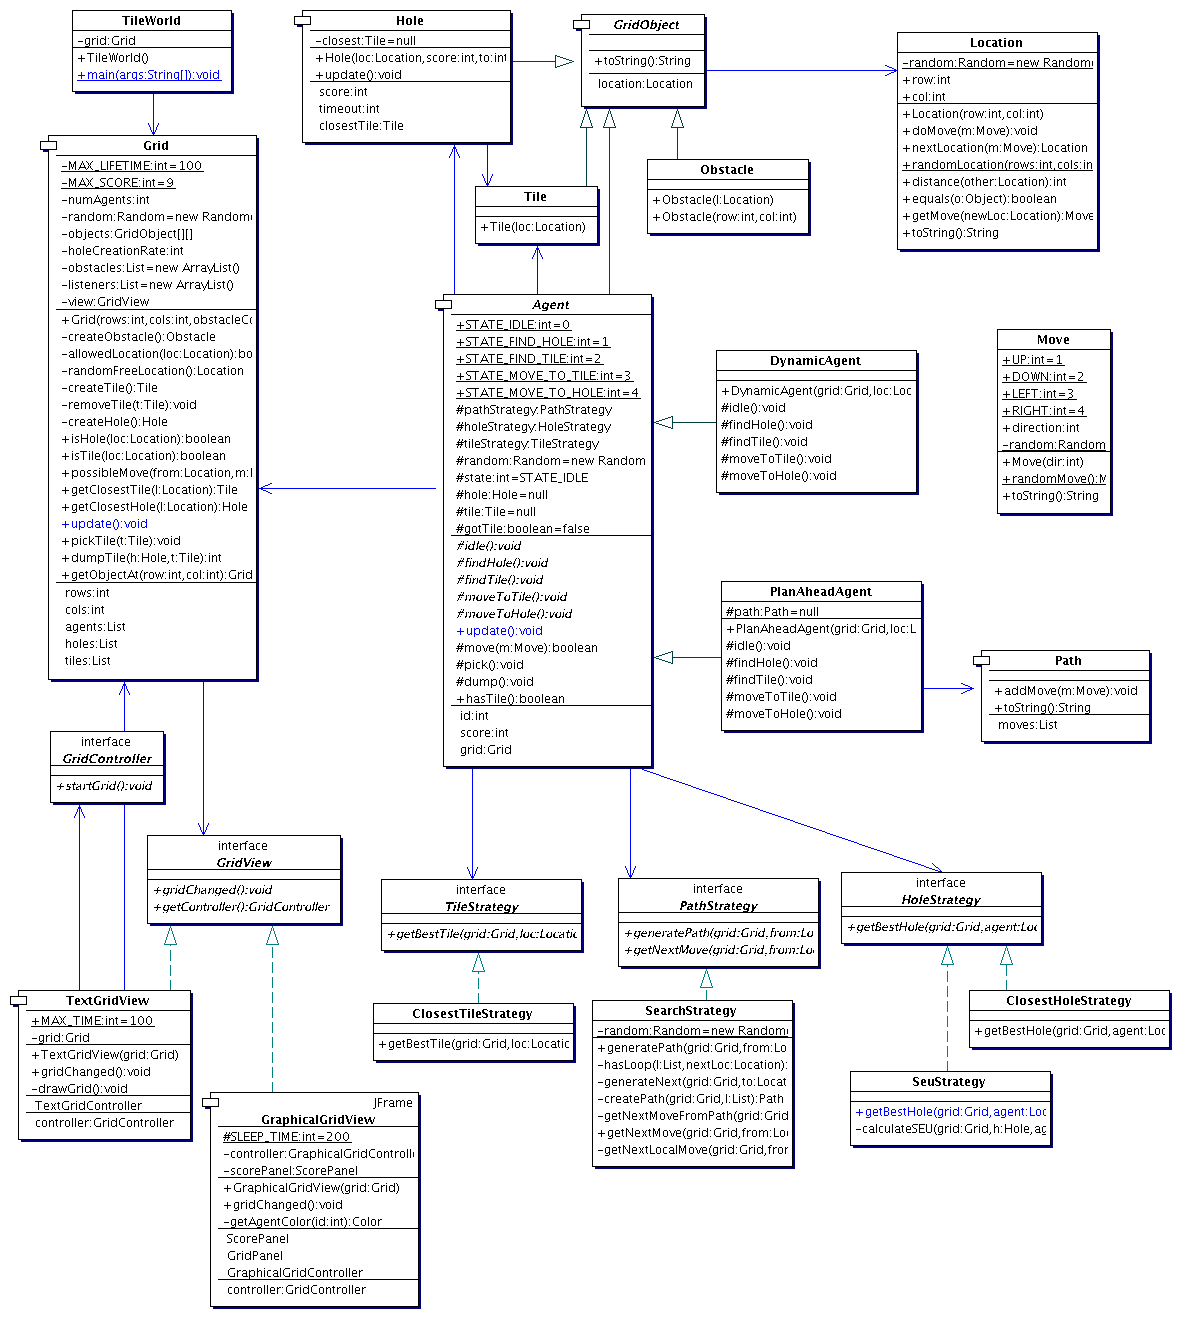 TileWorld
-grid:Grid
+TileWorld()
+main(args:String[]):void
Hole
-closest:Tile=null
+Hole(loc:Location,score:int,to:int
+update():void
score:int
timeout:int
closestTile:Tile
GridObject
+toString():String
location:Location
Location
-random:Random=new Random(
+row:int
+col:int
+Location(row:int,col:int)
+doMove(m:Move):void
+nextLocation(m:Move):Location
+randomLocation(rows:int,cols:in
+distance(other:Location):int
+equals(o:Object):boolean
+getMove(newLoc:Location):Move
+toString():String
Grid
-MAX_LIFETIME:int=100
-MAX_SCORE:int=9
-numAgents:int
-random:Random=new Random(
-objects:GridObject[][]
-holeCreationRate:int
-obstacles:List=new ArrayList()
-listeners:List=new ArrayList()
-view:GridView
+Grid(rows:int,cols:int,obstacleCo
-createObstacle():Obstacle
-allowedLocation(loc:Location):bo
-randomFreeLocation():Location
-createTile():Tile
-removeTile(t:Tile):void
-createHole():Hole
+isHole(loc:Location):boolean
+isTile(loc:Location):boolean
+possibleMove(from:Location,m:
+getClosestTile(l:Location):Tile
+getClosestHole(l:Location):Hole
+update():void
+pickTile(t:Tile):void
+dumpTile(h:Hole,t:Tile):int
+getObjectAt(row:int,col:int):Grid
rows:int
cols:int
agents:List
holes:List
tiles:List
Tile
+Tile(loc:Location)
Obstacle
+Obstacle(l:Location)
+Obstacle(row:int,col:int)
Agent
+STATE_IDLE:int=0
+STATE_FIND_HOLE:int=1
+STATE_FIND_TILE:int=2
+STATE_MOVE_TO_TILE:int=3
+STATE_MOVE_TO_HOLE:int=4
#pathStrategy:PathStrategy
#holeStrategy:HoleStrategy
#tileStrategy:TileStrategy
#random:Random=new Random
#state:int=STATE_IDLE
#hole:Hole=null
#tile:Tile=null
#gotTile:boolean=false
#idle():void
#findHole():void
#findTile():void
#moveToTile():void
#moveToHole():void
+update():void
#move(m:Move):boolean
#pick():void
#dump():void
+hasTile():boolean
id:int
score:int
grid:Grid
DynamicAgent
+DynamicAgent(grid:Grid,loc:Loc
#idle():void
#findHole():void
#findTile():void
#moveToTile():void
#moveToHole():void
Move
+UP:int=1
+DOWN:int=2
+LEFT:int=3
+RIGHT:int=4
+direction:int
-random:Random
+Move(dir:int)
+randomMove():M
+toString():String
PlanAheadAgent
#path:Path=null
+PlanAheadAgent(grid:Grid,loc:L
#idle():void
#findHole():void
#findTile():void
#moveToTile():void
#moveToHole():void
Path
+addMove(m:Move):void
+toString():String
moves:List
interface
GridController
+startGrid():void
interface
GridView
+gridChanged():void
+getController():GridController
interface
TileStrategy
+getBestTile(grid:Grid,loc:Locatic
interface
PathStrategy
+generatePath(grid:Grid,from:Lo
+getNextMove(grid:Grid,from:Lo
interface
HoleStrategy
+getBestHole(grid:Grid,agent:Loc
TextGridView
+MAX_TIME:int=100
-grid:Grid
+TextGridView(grid:Grid)
+gridChanged():void
-drawGrid():void
TextGridController
controller:GridController
ClosestTileStrategy
+getBestTile(grid:Grid,loc:Locatic
SearchStrategy
-random:Random=new Random(
+generatePath(grid:Grid,from:Lo
-hasLoop(l:List,nextLoc:Location):
-generateNext(grid:Grid,to:Locat
-createPath(grid:Grid,l:List):Path
-getNextMoveFromPath(grid:Grid
+getNextMove(grid:Grid,from:Lo
-getNextLocalMove(grid:Grid,fror
ClosestHoleStrategy
+getBestHole(grid:Grid,agent:Loc
SeuStrategy
+getBestHole(grid:Grid,agent:Loc
-calculateSEU(grid:Grid,h:Hole,ag
JFrame
GraphicalGridView
#SLEEP_TIME:int=200
-controller:GraphicalGridControll
-scorePanel:ScorePanel
+GraphicalGridView(grid:Grid)
+gridChanged():void
-getAgentColor(id:int):Color
ScorePanel
GridPanel
GraphicalGridController
controller:GridController